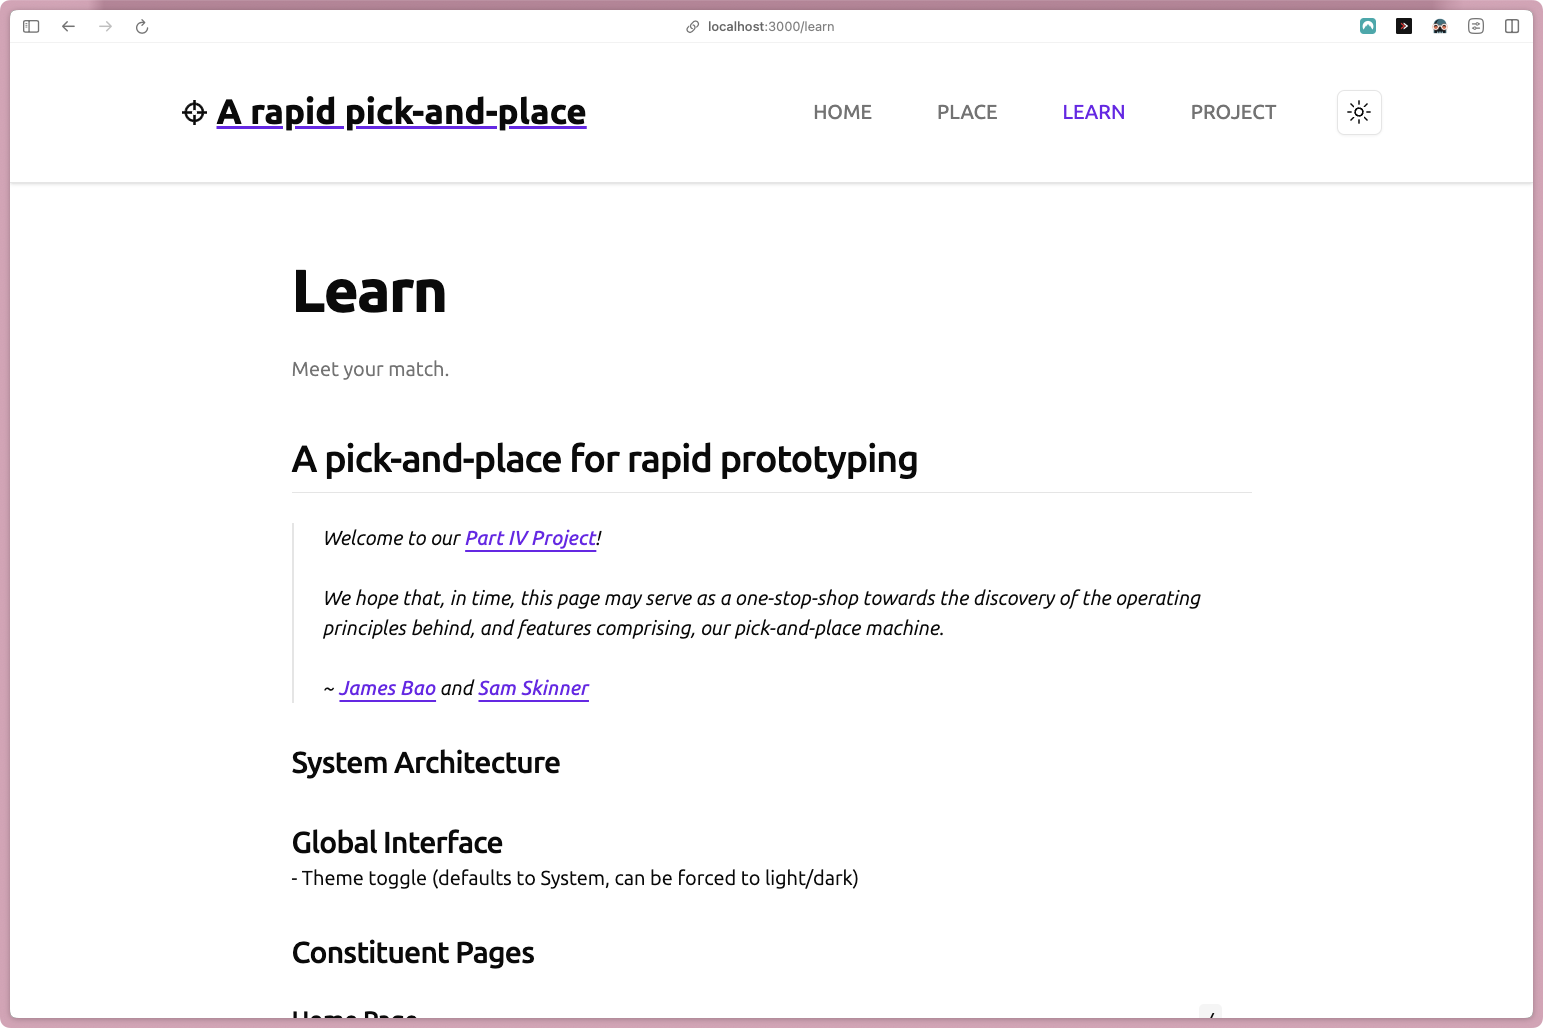 localhost:3000/learn
A rapid pick-and-place
HOME
PLACE
LEARN
PROJECT
Learn
Meet your match.
A pick-and-place for rapid prototyping
Welcome to our Part IV Project!
We hope that, in time, this page may serve as a one-stop-shop towards the discovery of the operating
principles behind, and features comprising, our pick-and-place machine.
~ James Bao and Sam Skinner
System Architecture
Global Interface
- Theme toggle (defaults to System, can be forced to light/dark)
Constituent Pages
Home Page
/